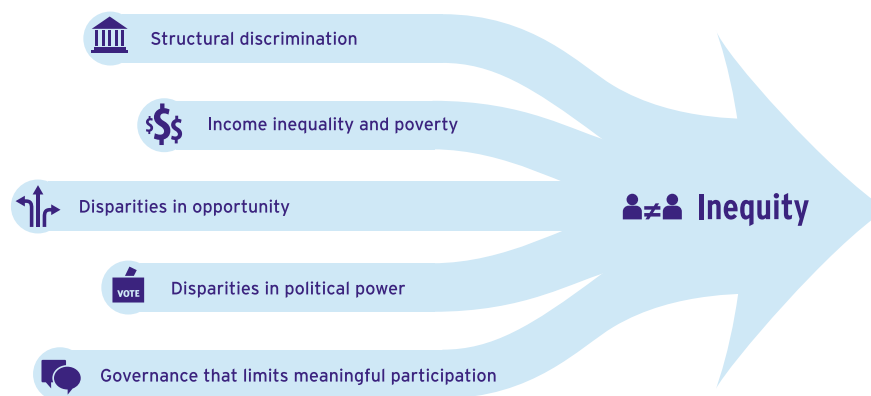 Structural discrimination
$$$
Income inequality and poverty
Disparities in opportunity
≠ Inequity
VOTE
Disparities in political power
Governance that limits meaningful participation